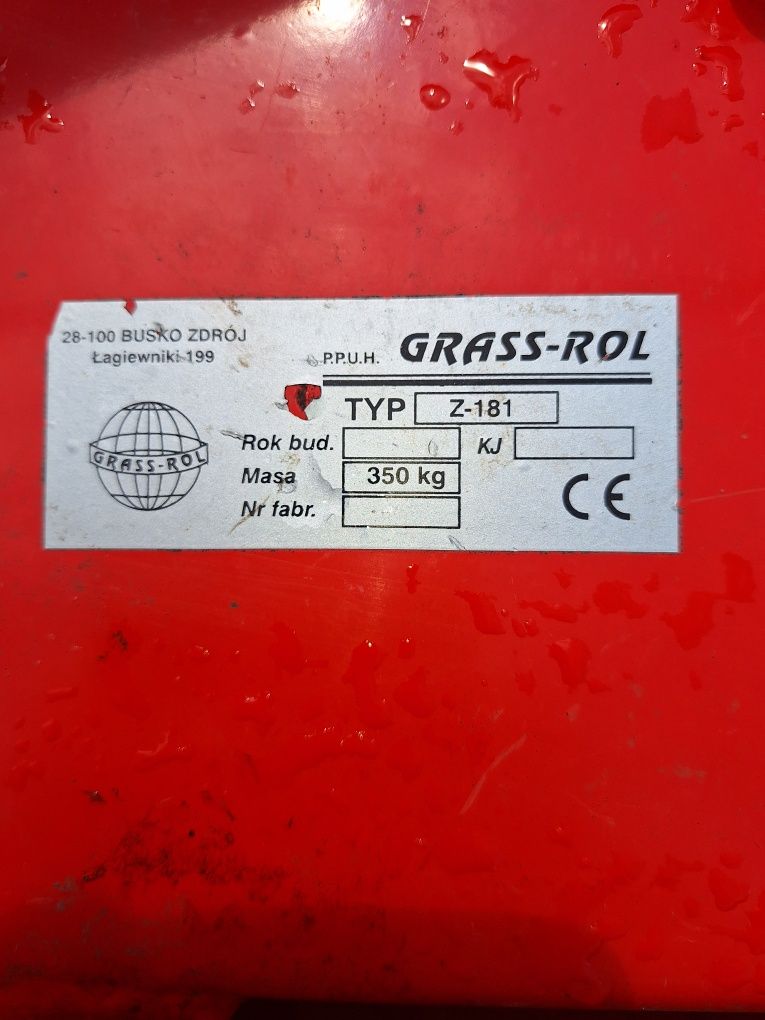 28-100 BUSKO ZDRÓJ
Łagiewniki 199
P.P.U.H. GRASS-ROL
TYP Z-181
Rok bud. KJ
Masa 350 kg
Nr fabr.
GRASS-ROL
CE